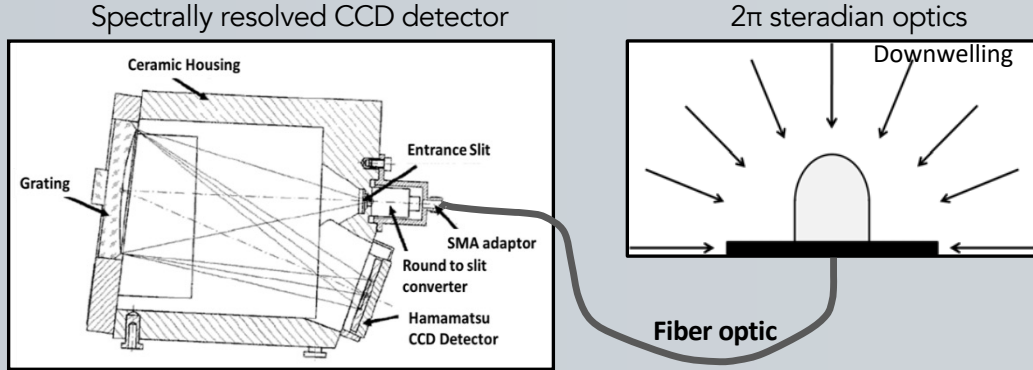 Spectrally resolved CCD detector
2π steradian optics
Ceramic Housing
Entrance Slit
Grating
SMA adaptor
Round to slit
converter
Hamamatsu
CCD Detector
Downwelling
Fiber optic